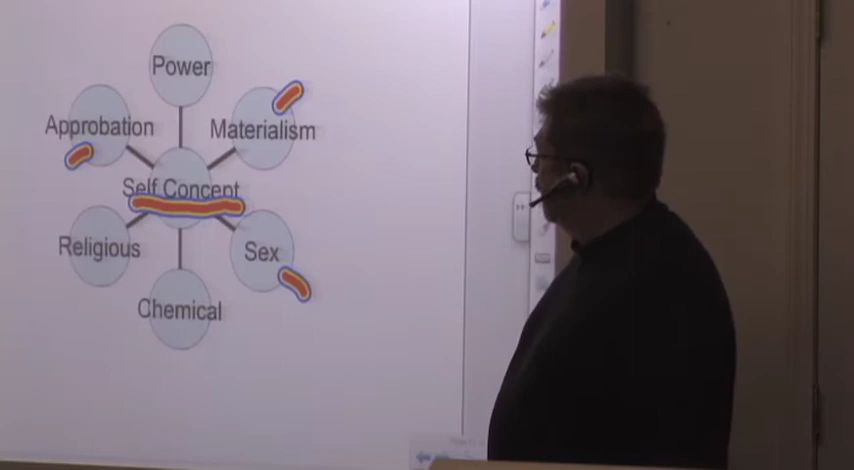 Power
Approbation
Materialism
Self Concept
Religious
Sex
Chemical